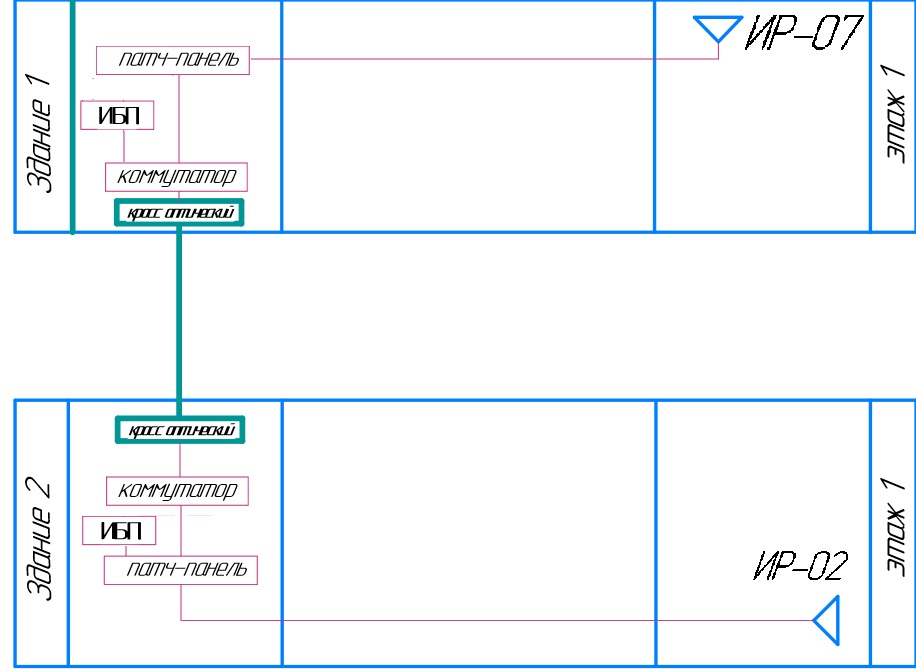 Здание 1
патч-панель
ИР-07
ИБП
коммутатор
кросс оптический
этаж 1
Здание 2
кросс оптический
коммутатор
ИБП
патч-панель
ИР-02
этаж 1